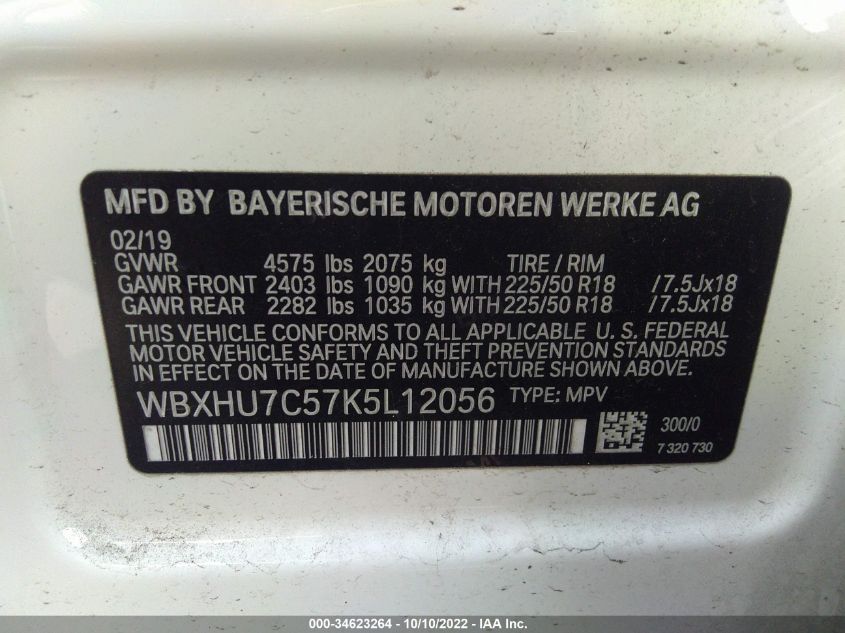 MFD BY BAYERISCHE MOTOREN WERKE AG
02/19
GVWR 4575 lbs 2075 kg TIRE / RIM
GAWR FRONT 2403 lbs 1090 kg WITH 225/50 R18 /7.5Jx18
GAWR REAR 2282 lbs 1035 kg WITH 225/50 R18 /7.5Jx18
THIS VEHICLE CONFORMS TO ALL APPLICABLE U. S. FEDERAL
MOTOR VEHICLE SAFETY AND THEFT PREVENTION STANDARDS
IN EFFECT ON THE DATE OF MANUFACTURE SHOWN ABOVE.
WBXHU7C57K5L12056 TYPE: MPV
300/0
7 320 730
000-34623264 - 10/10/2022 - IAA Inc.